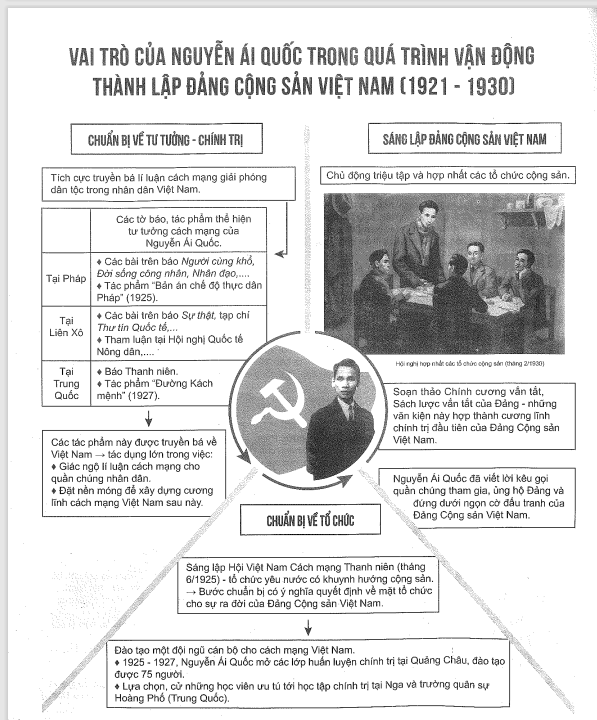 VAI TRÒ CỦA NGUYỄN ÁI QUỐC TRONG QUÁ TRÌNH VẬN ĐỘNG
THÀNH LẬP ĐẢNG CỘNG SẢN VIỆT NAM (1921 - 1930)
CHUẨN BỊ VỀ TƯ TƯỞNG - CHÍNH TRỊ
Tích cực truyền bá lí luận cách mạng giải phóng
dân tộc trong nhân dân Việt Nam.
Các tờ báo, tác phẩm thể hiện
tư tưởng cách mạng của
Nguyễn Ái Quốc.
Tại Pháp
♦ Các bài trên báo Người cùng khổ,
Đời sống công nhân, Nhân đạo,....
♦ Tác phẩm “Bản án chế độ thực dân
Pháp” (1925).
Tại
Liên Xô
♦ Các bài trên báo Sự thật, tạp chí
Thư tín Quốc tế,...
♦ Tham luận tại Hội nghị Quốc tế
Nông dân,....
Tại
Trung
Quốc
♦ Báo Thanh niên.
♦ Tác phẩm “Đường Kách
mệnh” (1927).
Các tác phẩm này được truyền bá về
Việt Nam → tác dụng lớn trong việc:
♦ Giác ngộ lí luận cách mạng cho
quần chúng nhân dân.
♦ Đặt nền móng để xây dựng cương
lĩnh cách mạng Việt Nam sau này.
SÁNG LẬP ĐẢNG CỘNG SẢN VIỆT NAM
Chủ động triệu tập và hợp nhất các tổ chức cộng sản.
Hội nghị hợp nhất các tổ chức cộng sản (tháng 2/1930)
Soạn thảo Chính cương vắn tắt,
Sách lược vắn tắt của Đảng - những
văn kiện này hợp thành cương lĩnh
chính trị đầu tiên của Đảng Cộng sản
Việt Nam.
Nguyễn Ái Quốc đã viết lời kêu gọi
quần chúng tham gia, ủng hộ Đảng và
đứng dưới ngọn cờ đấu tranh của
Đảng Cộng sản Việt Nam.
CHUẨN BỊ VỀ TỔ CHỨC
Sáng lập Hội Việt Nam Cách mạng Thanh niên (tháng
6/1925) - tổ chức yêu nước có khuynh hướng cộng sản.
→ Bước chuẩn bị có ý nghĩa quyết định về mặt tổ chức
cho sự ra đời của Đảng Cộng sản Việt Nam.
Đào tạo một đội ngũ cán bộ cho cách mạng Việt Nam.
♦ 1925 - 1927, Nguyễn Ái Quốc mở các lớp huấn luyện chính trị tại Quảng Châu, đào tạo
được 75 người.
♦ Lựa chọn, cử những học viên ưu tú tới học tập chính trị tại Nga và trường quân sự
Hoàng Phố (Trung Quốc).